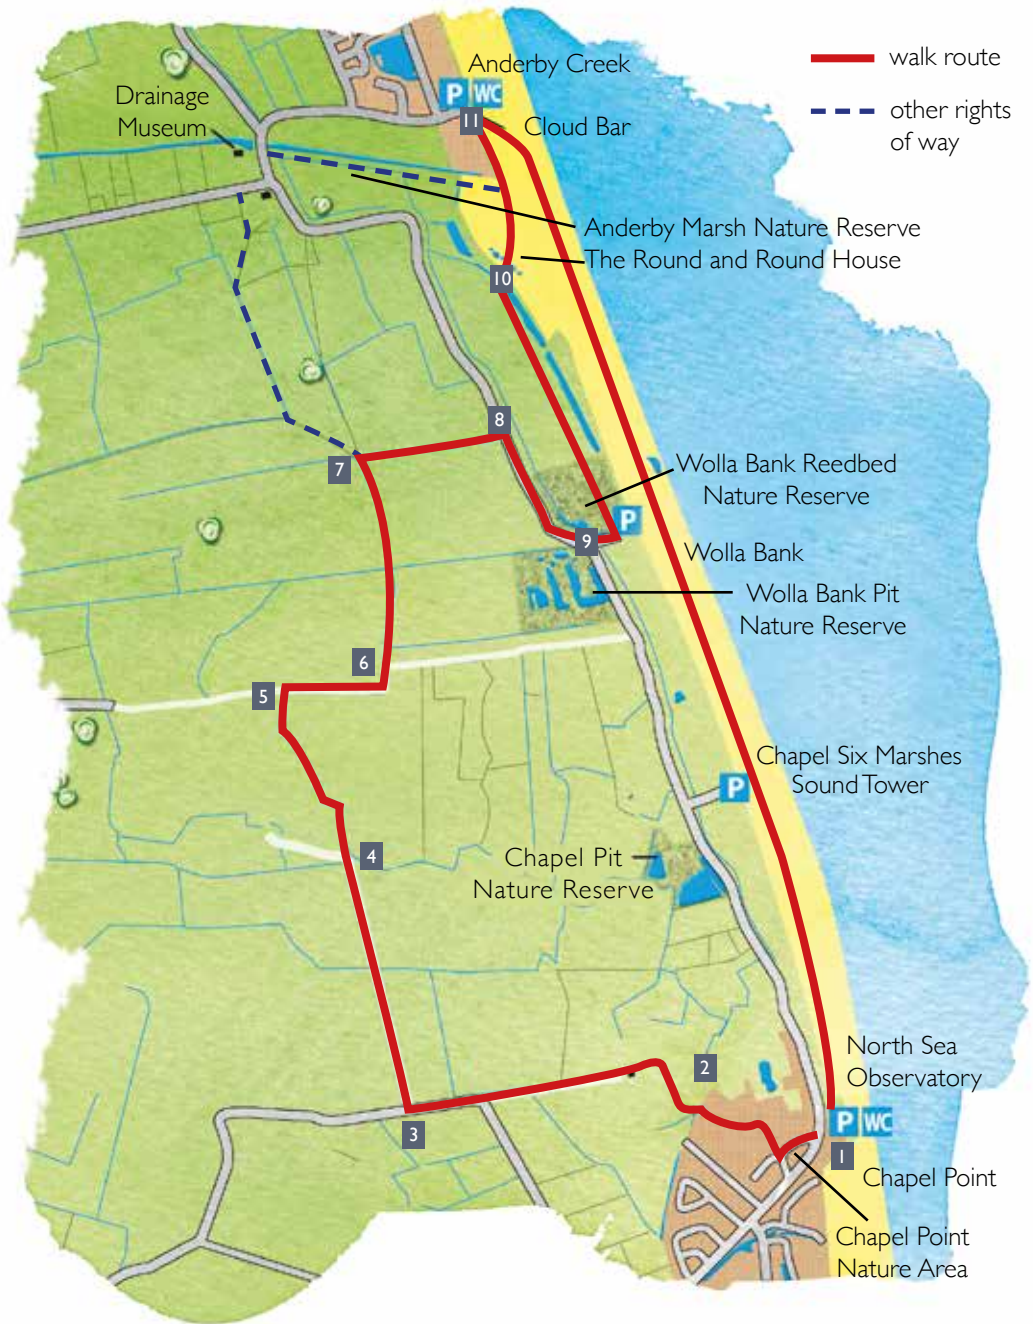 Anderby Creek
walk route
P WC
Drainage
Museum
other rights
of way
11
Cloud Bar
Anderby Marsh Nature Reserve
The Round and Round House
10
8
7
Wolla Bank Reedbed
Nature Reserve
P
9
Wolla Bank
Wolla Bank Pit
Nature Reserve
6
5
Chapel Six Marshes
Sound Tower
P
4
Chapel Pit
Nature Reserve
North Sea
Observatory
2
P WC
3
1
Chapel Point
Chapel Point
Nature Area